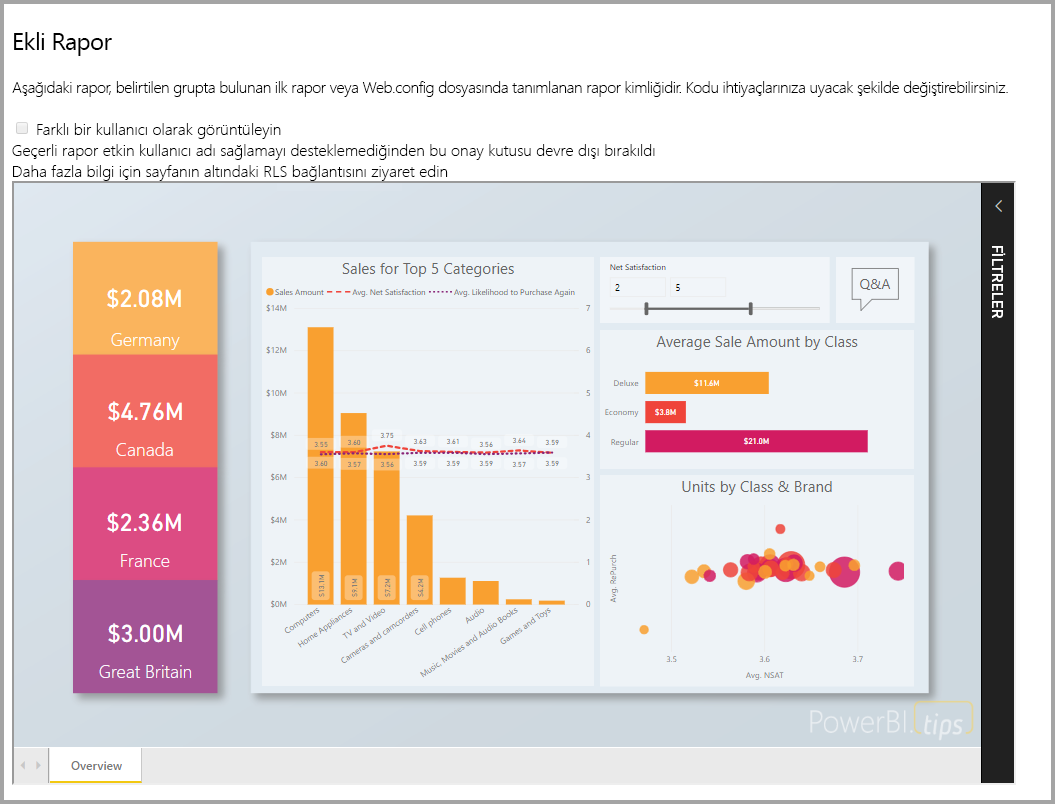 Ekli Rapor
Aşağıdaki rapor, belirtilen grupta bulunan ilk rapor veya Web.config dosyasında tanımlanan rapor kimliğidir. Kodu ihtiyaçlarınıza uyacak şekilde değiştirebilirsiniz.
Farklı bir kullanıcı olarak görüntüleyin
Geçerli rapor etkin kullanıcı adı sağlamayı desteklemediğinden bu onay kutusu devre dışı bırakıldı
Daha fazla bilgi için sayfanın altındaki RLS bağlantısını ziyaret edin
$2.08M
Germany
$4.76M
Canada
$2.36M
France
$3.00M
Great Britain
Sales for Top 5 Categories
Sales Amount Avg. Net Satisfaction Avg. Likelihood to Purchase Again
$14M 7
$12M 6
$10M 5
$8M 4
$6M 3
$4M 2
$2M 1
$0M 0
3.55 3.60 3.75 3.63 3.61 3.56 3.64 3.59
3.60 3.57 3.56 3.59 3.59 3.59 3.57 3.59
$13.1M $9.1M $7.2M $4.2M
Computers
Home Appliances
TV and Video
Cameras and camcorders
Cell phones
Audio
Music, Movies and Audio Books
Games and Toys
Net Satisfaction
2 5
Q&A
Average Sale Amount by Class
Deluxe $11.6M
Economy $3.8M
Regular $21.0M
Units by Class & Brand
Avg. RePurch
3.5 3.6 3.7
Avg. NSAT
PowerBI.tips
FİLTRELER
Overview